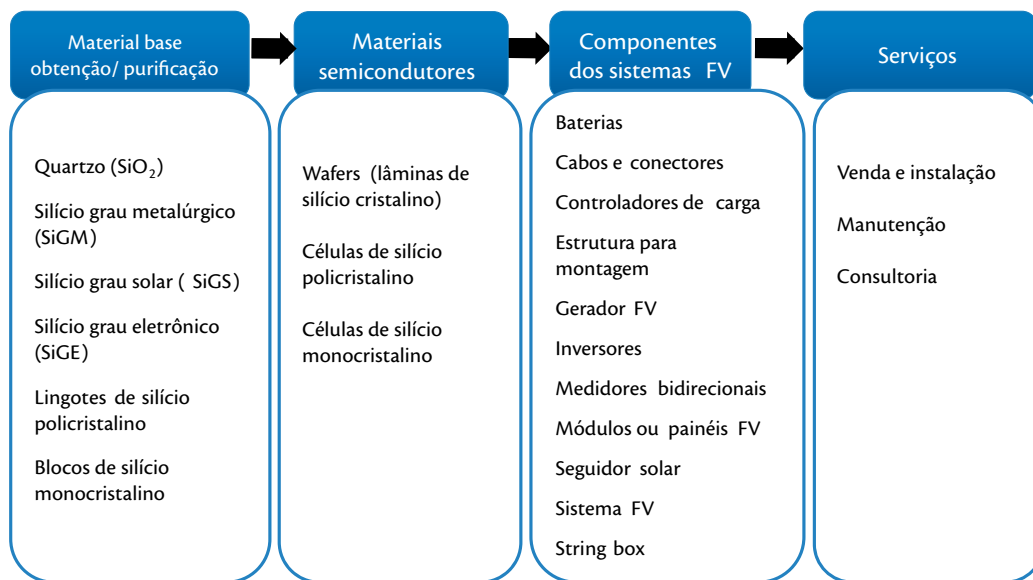 Material base
obtenção/ purificação
Quartzo (SiO₂)
Silício grau metalúrgico
(SiGM)
Silício grau solar ( SiGS)
Silício grau eletrônico
(SiGE)
Lingotes de silício
policristalino
Blocos de silício
monocristalino
Materiais
semicondutores
Wafers (lâminas de
silício cristalino)
Células de silício
policristalino
Células de silício
monocristalino
Componentes
dos sistemas FV
Baterias
Cabos e conectores
Controladores de carga
Estrutura para
montagem
Gerador FV
Inversores
Medidores bidirecionais
Módulos ou painéis FV
Seguidor solar
Sistema FV
String box
Serviços
Venda e instalação
Manutenção
Consultoria